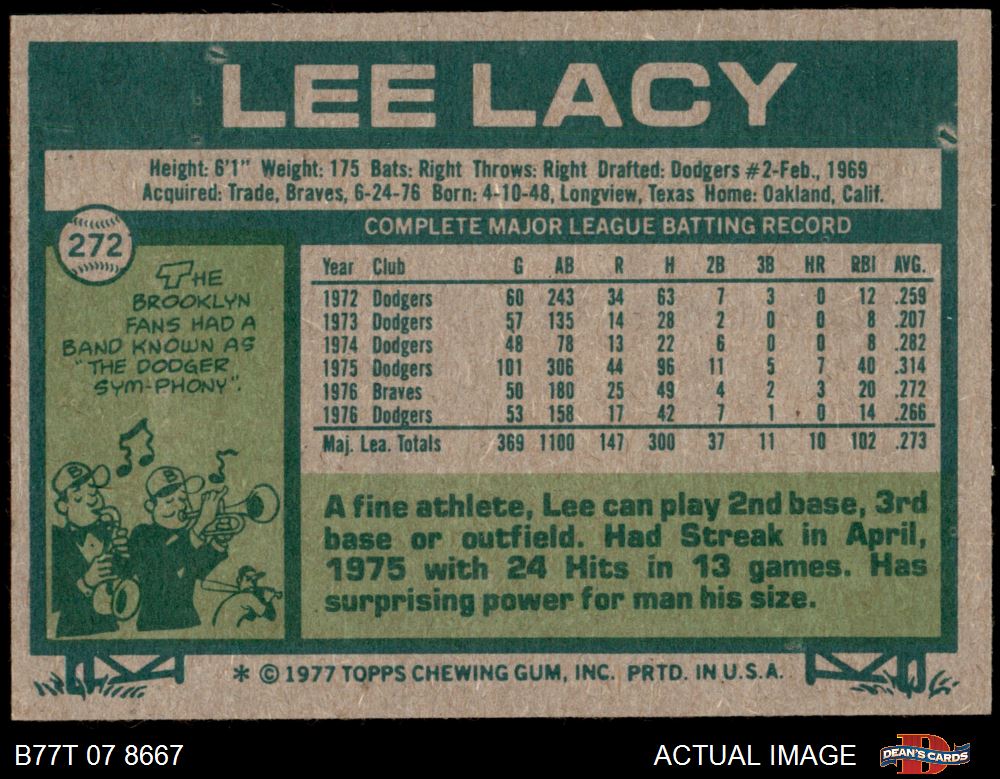 LEE LACY
Height: 6'1" Weight: 175 Bats: Right Throws: Right Drafted: Dodgers #2-Feb., 1969
Acquired: Trade, Braves, 6-24-76 Born: 4-10-48, Longview, Texas Home: Oakland, Calif.
272
THE
BROOKLYN
FANS HAD A
BAND KNOWN AS
"THE DODGER
SYM-PHONY".
B
B
COMPLETE MAJOR LEAGUE BATTING RECORD
Year Club G AB R H 2B 3B HR RBI AVG.
1972 Dodgers 60 243 34 63 7 3 0 12 .259
1973 Dodgers 57 135 14 28 2 0 0 8 .207
1974 Dodgers 48 78 13 22 6 0 0 8 .282
1975 Dodgers 101 306 44 96 11 5 7 40 .314
1976 Braves 50 180 25 49 4 2 3 20 .272
1976 Dodgers 53 158 17 42 7 1 0 14 .266
Maj. Lea. Totals 369 1100 147 300 37 11 10 102 .273
A fine athlete, Lee can play 2nd base, 3rd
base or outfield. Had Streak in April,
1975 with 24 Hits in 13 games. Has
surprising power for man his size.
* © 1977 TOPPS CHEWING GUM, INC. PRTD. IN U.S.A.
B77T 07 8667 ACTUAL IMAGE
D
DEAN'S CARDS